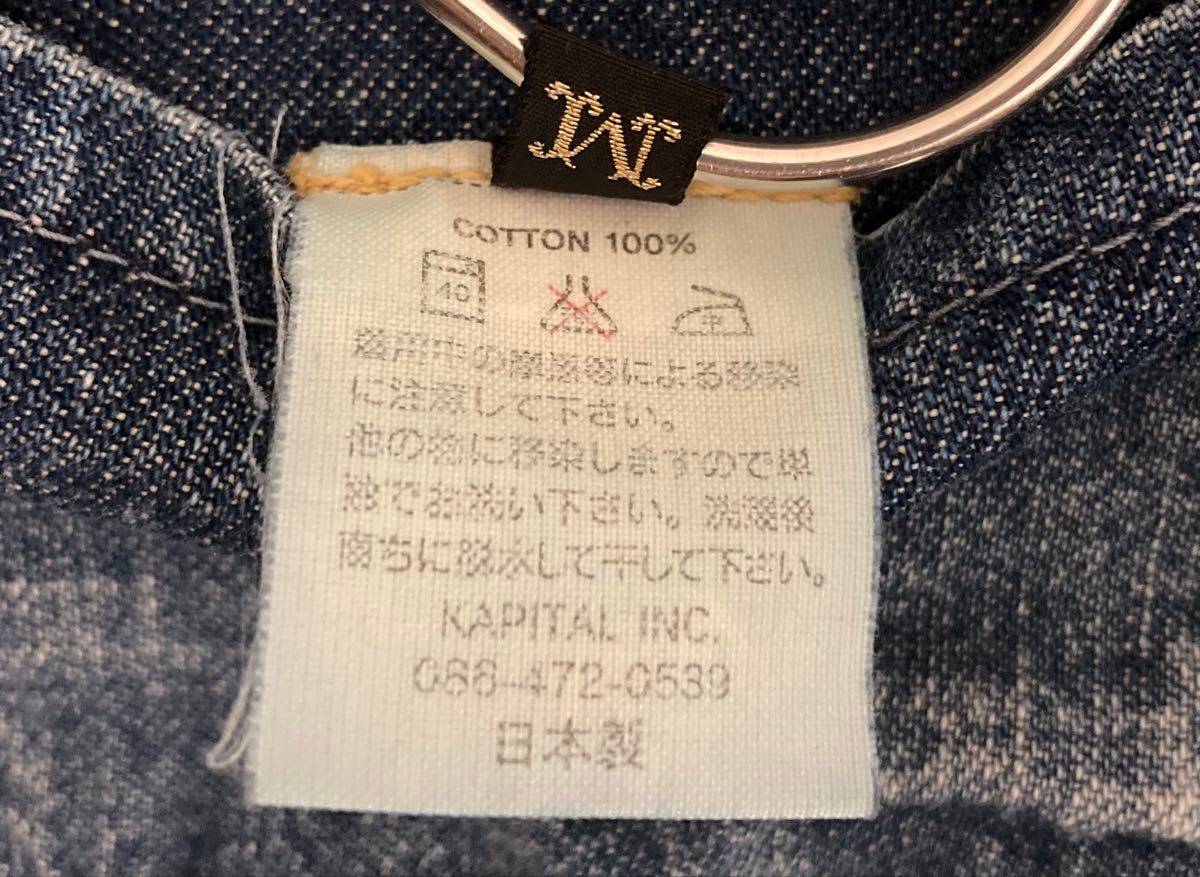 M
COTTON 100%
40
中
着用中の摩擦等による移染
に注意して下さい。
他の物に移染しますので単
独でお洗い下さい。洗濯後
直ちに脱水して干して下さい。
KAPITAL INC.
086-472-0539
日本製